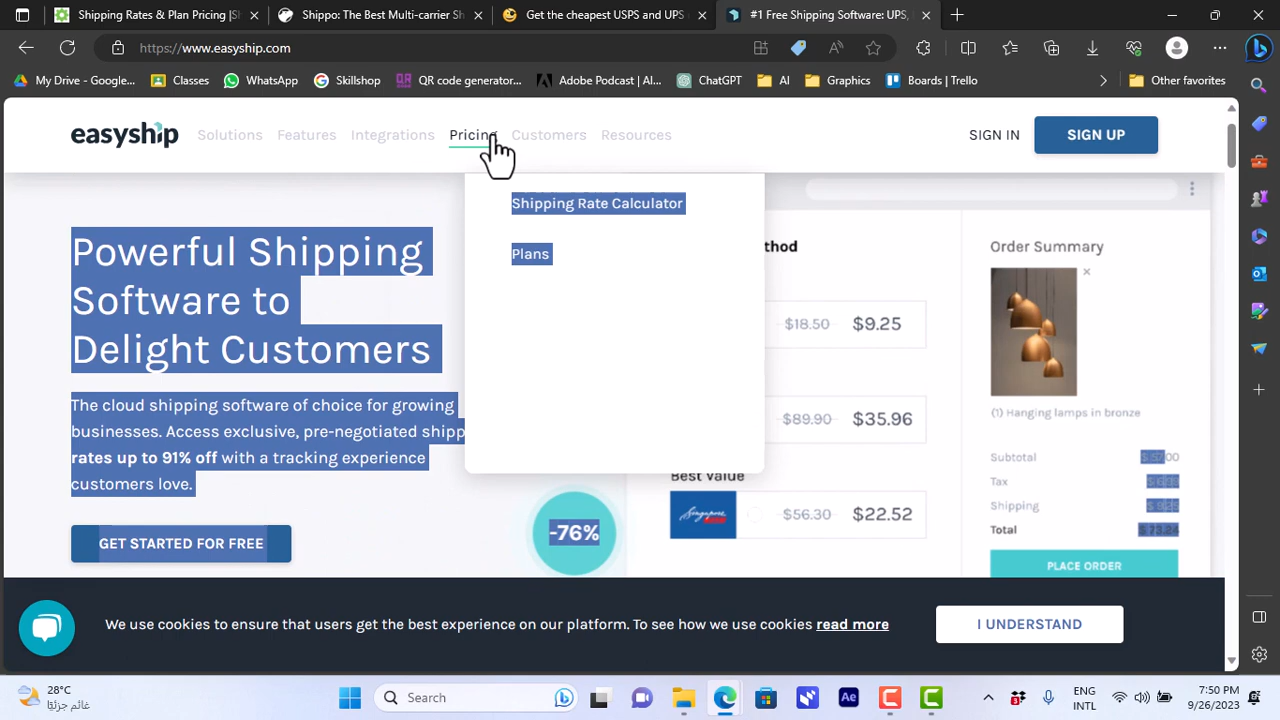 Shipping Rates & Pitney Pricing | S
Shippo: The Best Multi-carrier Sh
Get the cheapest USPS and UPS
#1 Free Shipping Software: UPS,
https://www.easyship.com
My Drive - Google...
Classes
WhatsApp
Skillshop
QR code generator...
Adobe Podcast | AI...
ChatGPT
AI
Graphics
Boards | Trello
Other favorites
easyship
Solutions
Features
Integrations
Pricing
Customers
Resources
SIGN IN
SIGN UP
Shipping Rate Calculator
Plans
Powerful Shipping
Software to
Delight Customers
The cloud shipping software of choice for growing
businesses. Access exclusive, pre-negotiated shipp
rates up to 91% off with a tracking experience
customers love.
GET STARTED FOR FREE
-76%
thod
$18.50 $9.25
$89.90 $35.96
Best Value
Singapore
$56.30 $22.52
Order Summary
(1) Hanging lamps in bronze
Subtotal
Tax
Shipping
Total $ 73.24
PLACE ORDER
We use cookies to ensure that users get the best experience on our platform. To see how we use cookies read more
I UNDERSTAND
28°C
غائم جزئيًا
Search
Ae
ENG
INTL
7:50 PM
9/26/2023